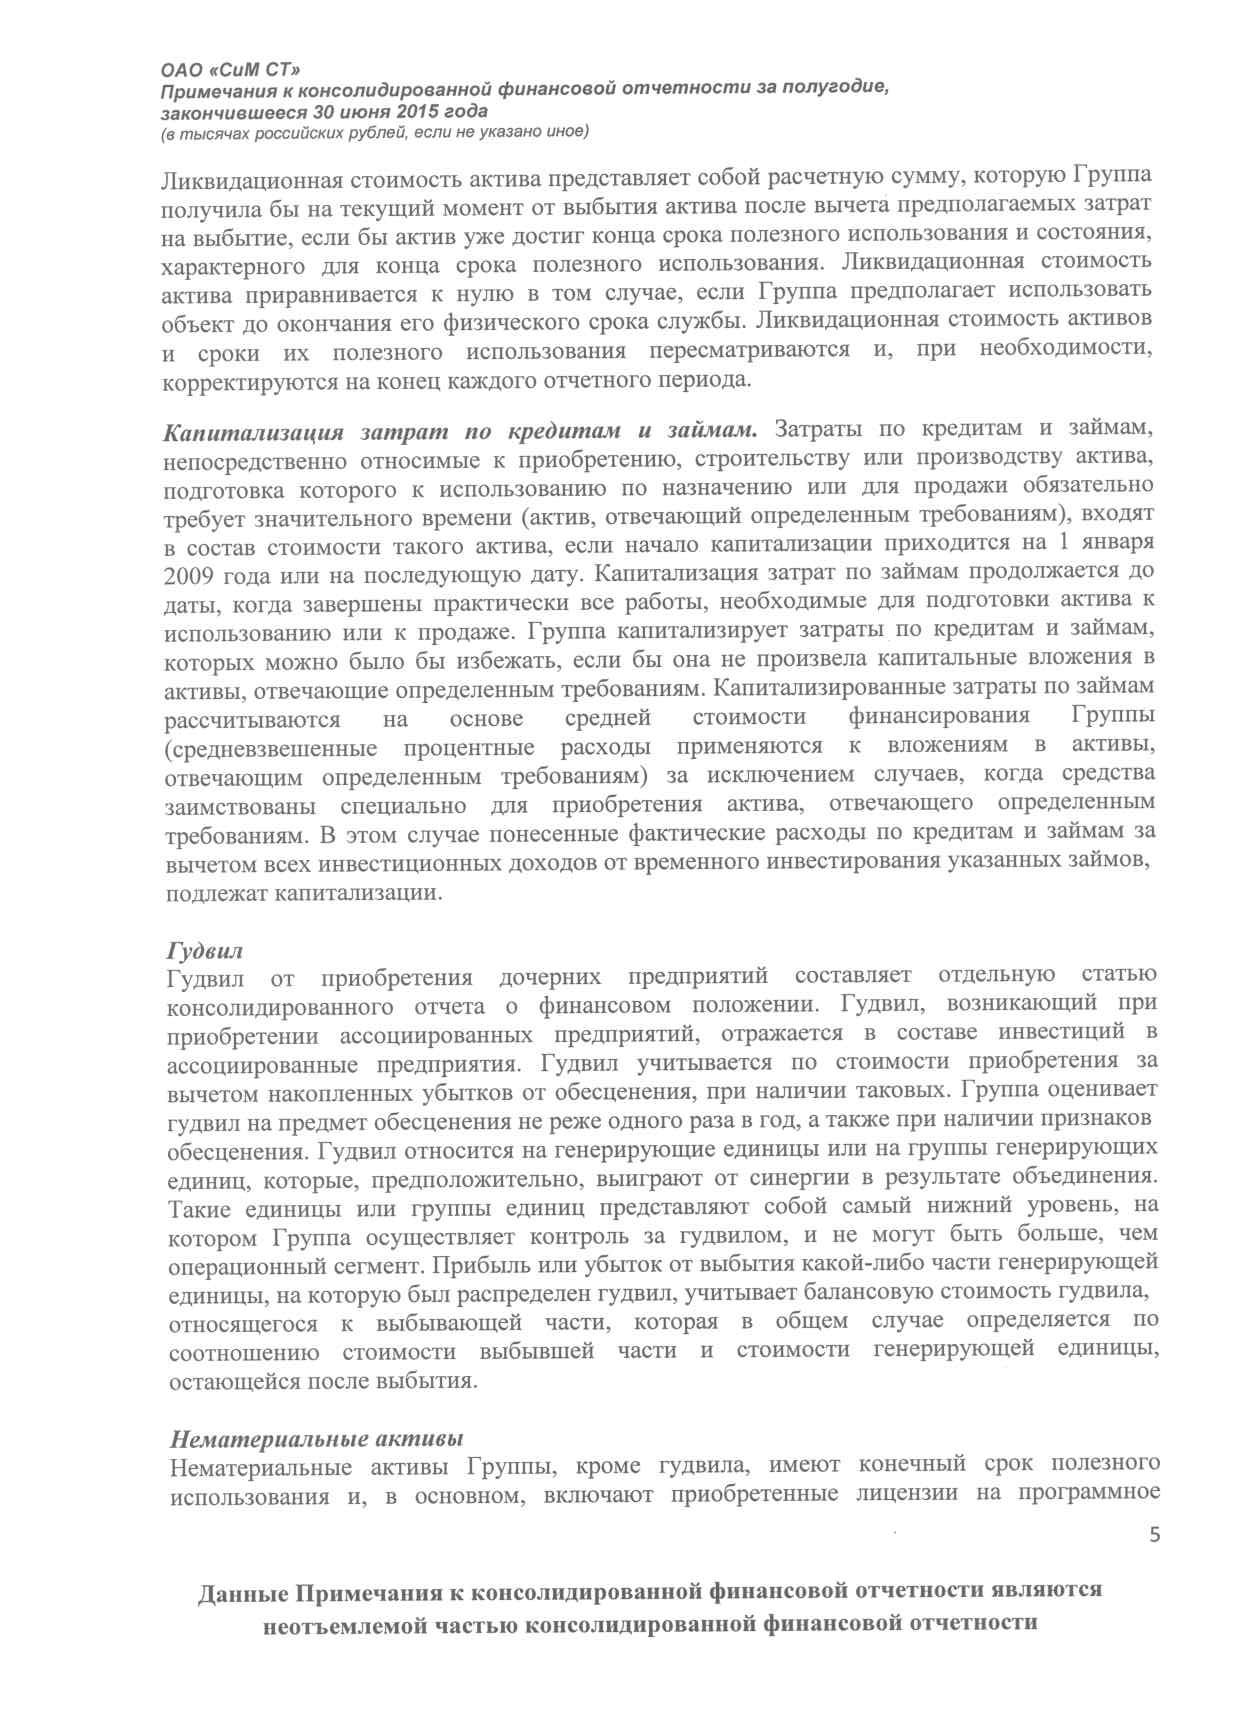 ОАО «СиМ СТ»
Примечания к консолидированной финансовой отчетности за полугодие,
закончившееся 30 июня 2015 года
(в тысячах российских рублей, если не указано иное)
Ликвидационная стоимость актива представляет собой расчетную сумму, которую Группа
получила бы на текущий момент от выбытия актива после вычета предполагаемых затрат
на выбытие, если бы актив уже достиг конца срока полезного использования и состояния,
характерного для конца срока полезного использования. Ликвидационная стоимость
актива приравнивается к нулю в том случае, если Группа предполагает использовать
объект до окончания его физического срока службы. Ликвидационная стоимость активов
и сроки их полезного использования пересматриваются и, при необходимости,
корректируются на конец каждого отчетного периода.
Капитализация затрат по кредитам и займам. Затраты по кредитам и займам,
непосредственно относимые к приобретению, строительству или производству актива,
подготовка которого к использованию по назначению или для продажи обязательно
требует значительного времени (актив, отвечающий определенным требованиям), входят
в состав стоимости такого актива, если начало капитализации приходится на 1 января
2009 года или на последующую дату. Капитализация затрат по займам продолжается до
даты, когда завершены практически все работы, необходимые для подготовки актива к
использованию или к продаже. Группа капитализирует затраты по кредитам и займам,
которых можно было бы избежать, если бы она не произвела капитальные вложения в
активы, отвечающие определенным требованиям. Капитализированные затраты по займам
рассчитываются на основе средней стоимости финансирования Группы
(средневзвешенные процентные расходы применяются к вложениям в активы,
отвечающим определенным требованиям) за исключением случаев, когда средства
заимствованы специально для приобретения актива, отвечающего определенным
требованиям. В этом случае понесенные фактические расходы по кредитам и займам за
вычетом всех инвестиционных доходов от временного инвестирования указанных займов,
подлежат капитализации.
Гудвил
Гудвил от приобретения дочерних предприятий составляет отдельную статью
консолидированного отчета о финансовом положении. Гудвил, возникающий при
приобретении ассоциированных предприятий, отражается в составе инвестиций в
ассоциированные предприятия. Гудвил учитывается по стоимости приобретения за
вычетом накопленных убытков от обесценения, при наличии таковых. Группа оценивает
гудвил на предмет обесценения не реже одного раза в год, а также при наличии признаков
обесценения. Гудвил относится на генерирующие единицы или на группы генерирующих
единиц, которые, предположительно, выиграют от синергии в результате объединения.
Такие единицы или группы единиц представляют собой самый нижний уровень, на
котором Группа осуществляет контроль за гудвилом, и не могут быть больше, чем
операционный сегмент. Прибыль или убыток от выбытия какой-либо части генерирующей
единицы, на которую был распределен гудвил, учитывает балансовую стоимость гудвила,
относящегося к выбывающей части, которая в общем случае определяется по
соотношению стоимости выбывшей части и стоимости генерирующей единицы,
остающейся после выбытия.
Нематериальные активы
Нематериальные активы Группы, кроме гудвила, имеют конечный срок полезного
использования и, в основном, включают приобретенные лицензии на программное
5
Данные Примечания к консолидированной финансовой отчетности являются
неотъемлемой частью консолидированной финансовой отчетности